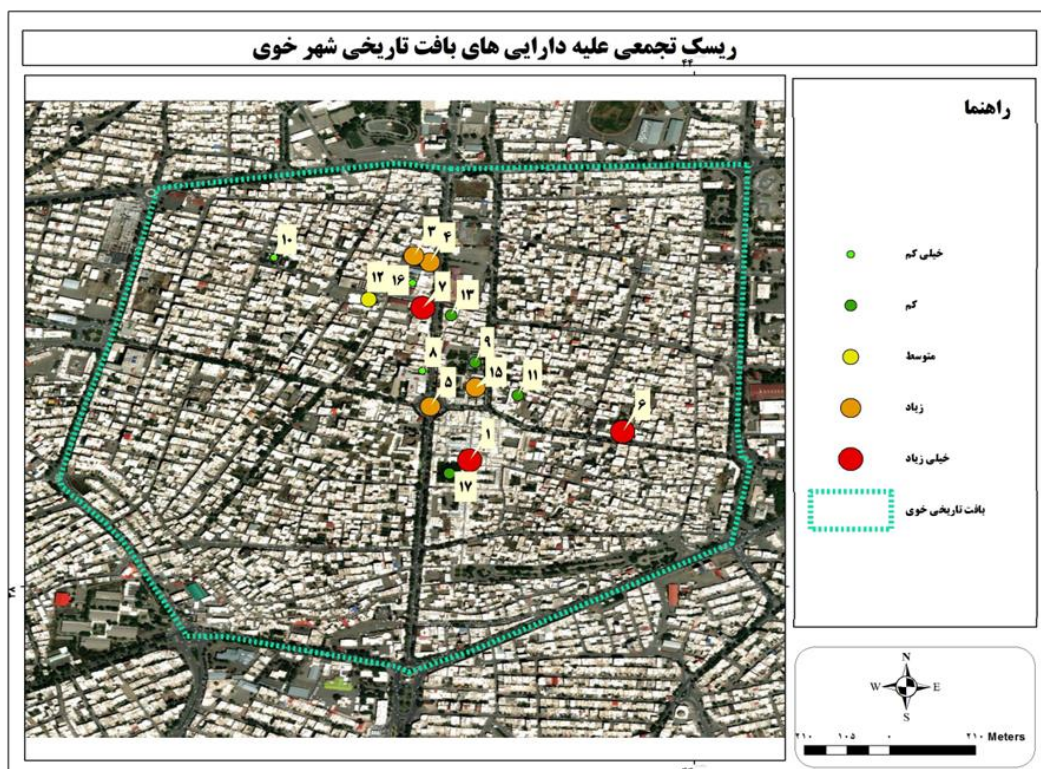 ریسک تجمعی علیه دارایی های بافت تاریخی شهر خوی
۴۴
راهنما
خیلی کم
کم
متوسط
زیاد
خیلی زیاد
بافت تاریخی خوی
۳
۴
۱۰
۱۲
۱۶
۷
۱۳
۹
۸
۱۵
۱۱
۵
۶
۱
۱۷
۳۸
N
W
E
S
۲۱۰ ۱۰۵ ۰ ۲۱۰ Meters